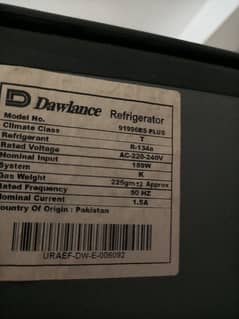 D Dawlance Refrigerator
Model No. 91996BS PLUS
Climate Class T
Refrigerant R-134a
Rated Voltage AC-220-240V
Nominal Input 180W
System K
Gas Weight 225gm±2 Approx
Rated Frequency 50 HZ
Nominal Current 1.5A
Country Of Origin : Pakistan
URAEF-DW-E-006092